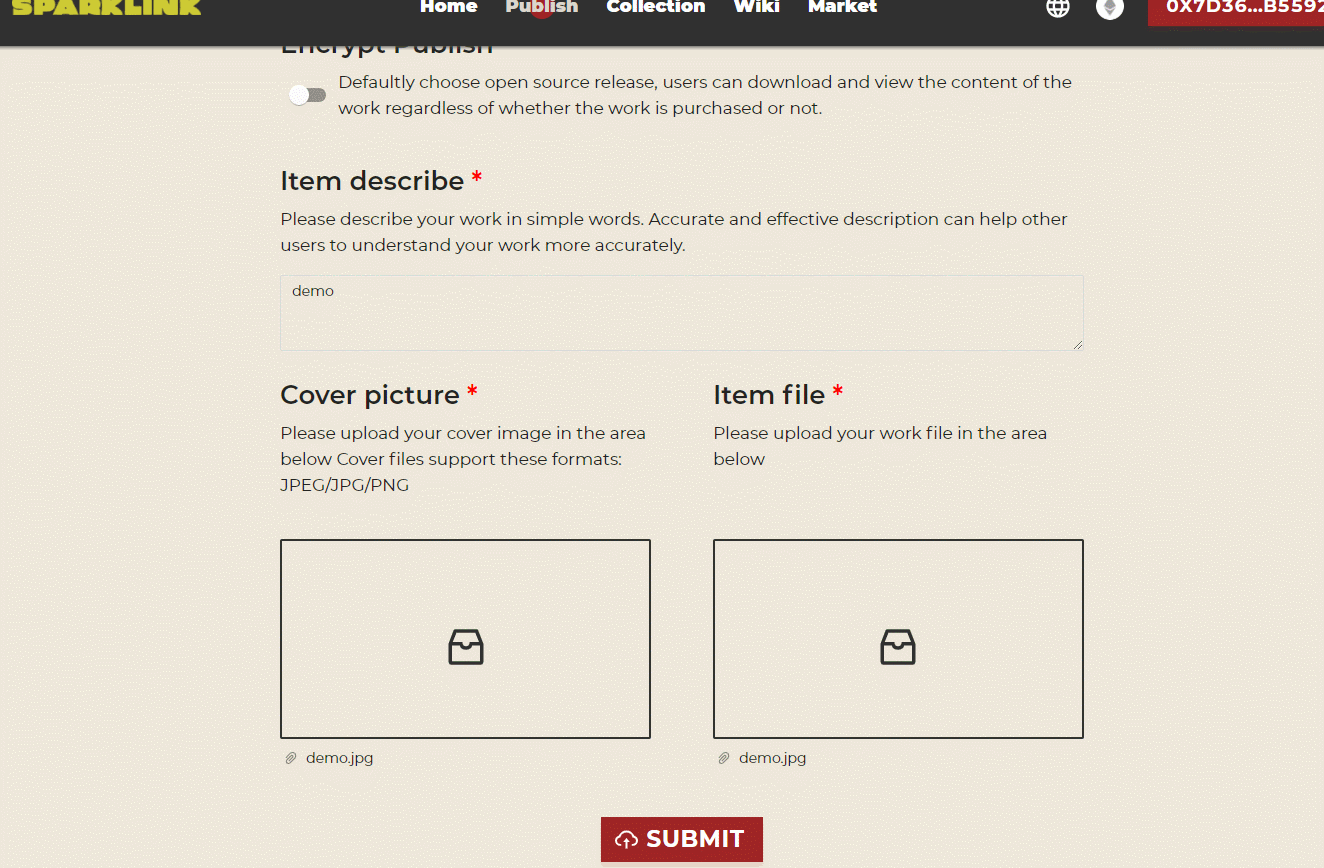 SPARKLINK Home Publish Collection Wiki Market 0X7D36...B5592
Encrypt Publish
Defaultly choose open source release, users can download and view the content of the
work regardless of whether the work is purchased or not.
Item describe *
Please describe your work in simple words. Accurate and effective description can help other
users to understand your work more accurately.
demo
Cover picture *
Please upload your cover image in the area
below Cover files support these formats:
JPEG/JPG/PNG
Item file *
Please upload your work file in the area
below
demo.jpg
demo.jpg
SUBMIT